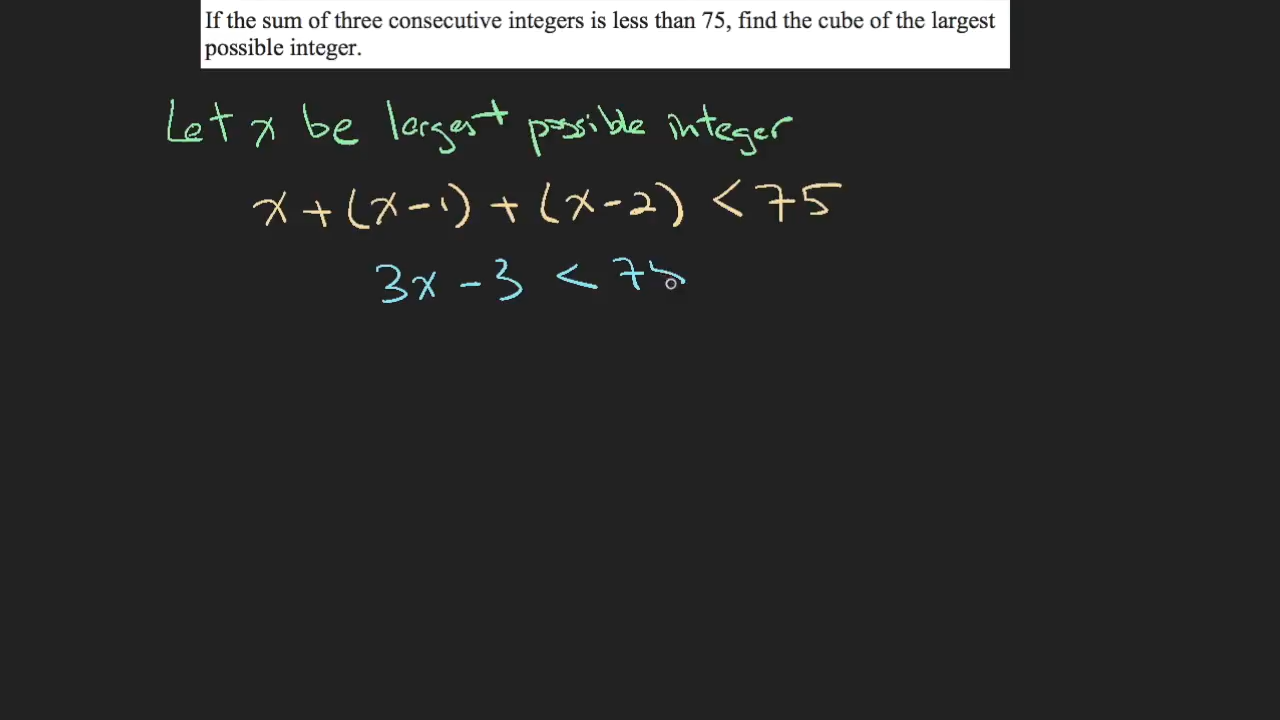 If the sum of three consecutive integers is less than 75, find the cube of the largest
possible integer.
Let x be largest possible integer
x + (x-1) + (x-2) < 75
3x - 3 < 75